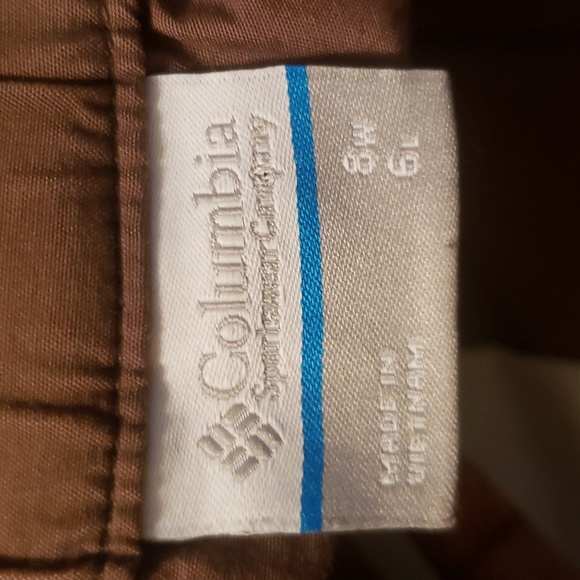 Columbia
Sportswear Company
8W
6L
MADE IN
VIETNAM